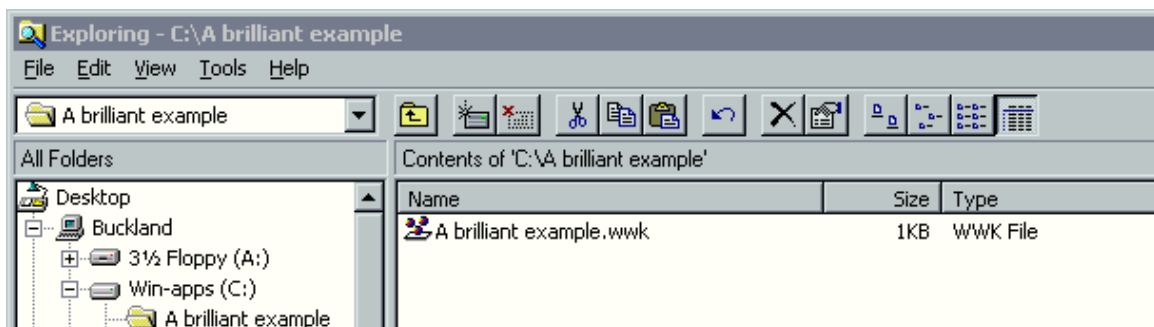 Exploring - C:\A brilliant example
File Edit View Tools Help
A brilliant example
All Folders
Contents of 'C:\A brilliant example'
Desktop
Buckland
3½ Floppy (A:)
Win-apps (C:)
A brilliant example
Name Size Type
A brilliant example.wwk 1KB WWK File